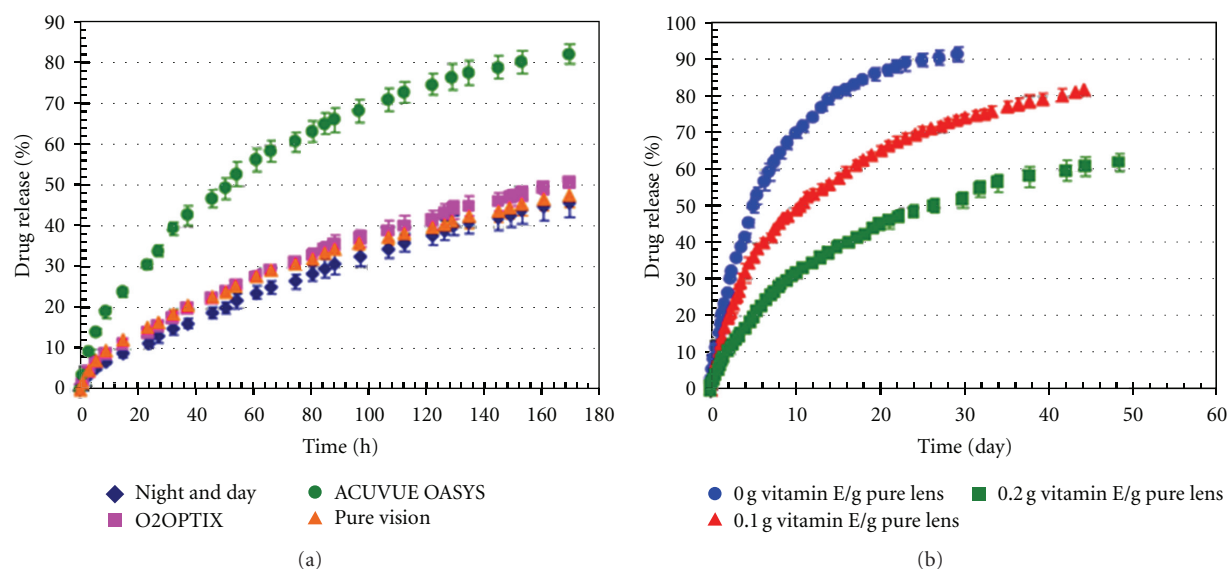 90
80
70
60
50
40
30
20
10
0
Drug release (%)
0 20 40 60 80 100 120 140 160 180
Time (h)
Night and day
O2OPTIX
ACUVUE OASYS
Pure vision
(a)
100
90
80
70
60
50
40
30
20
10
0
Drug release (%)
0 10 20 30 40 50 60
Time (day)
0 g vitamin E/g pure lens
0.1 g vitamin E/g pure lens
0.2 g vitamin E/g pure lens
(b)